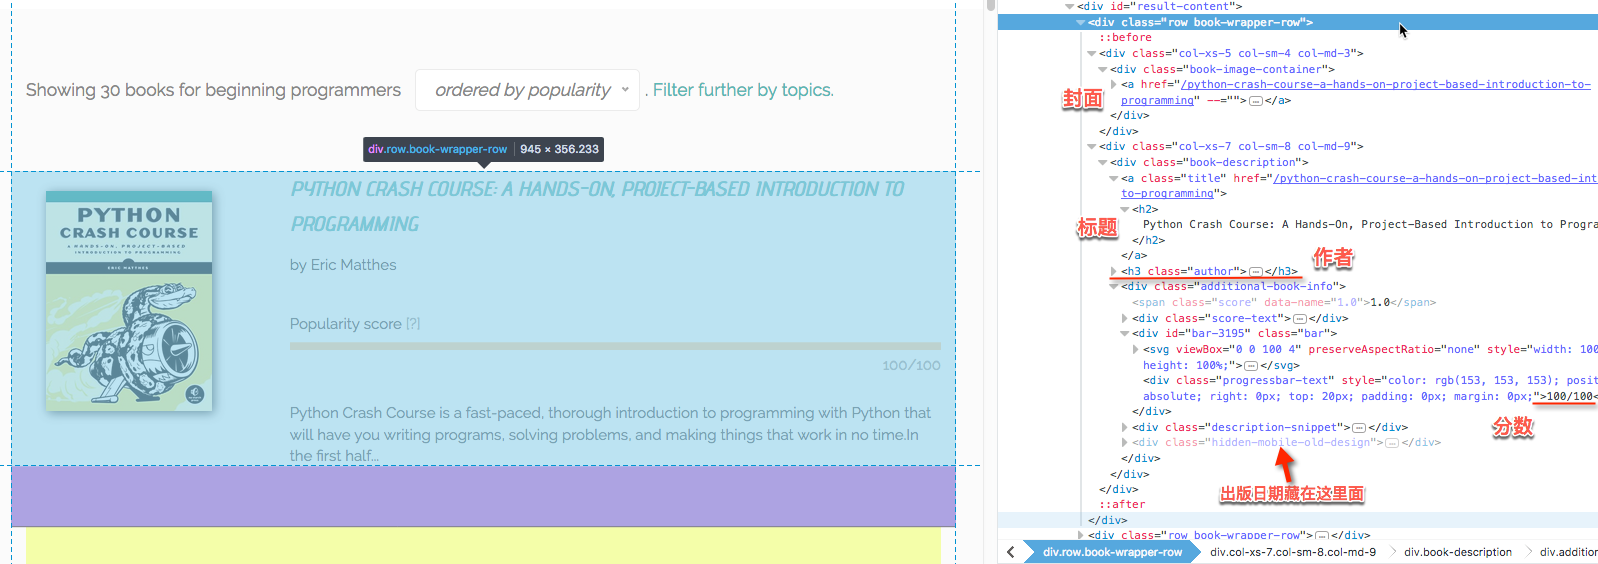 Showing 30 books for beginning programmers
ordered by popularity
. Filter further by topics.
div.row.book-wrapper-row | 945 × 356.233
PYTHON
CRASH COURSE
A HANDS-ON, PROJECT-BASED
INTRODUCTION TO PROGRAMMING
ERIC MATTHES
PYTHON CRASH COURSE: A HANDS-ON, PROJECT-BASED INTRODUCTION TO
PROGRAMMING
by Eric Matthes
Popularity score [?]
100/100
Python Crash Course is a fast-paced, thorough introduction to programming with Python that
will have you writing programs, solving problems, and making things that work in no time.In
the first half...
<div id="result-content">
<div class="row book-wrapper-row">
::before
<div class="col-xs-5 col-sm-4 col-md-3">
<div class="book-image-container">
封面
<a href="/python-crash-course-a-hands-on-project-based-introduction-to-
programming" —=""></a>
</div>
</div>
<div class="col-xs-7 col-sm-8 col-md-9">
<div class="book-description">
<a class="title" href="/python-crash-course-a-hands-on-project-based-int
to-programming">
<h2>
标题
Python Crash Course: A Hands-On, Project-Based Introduction to Progra
</h2>
</a>
作者
<h3 class="author"></h3>
<div class="additional-book-info">
<span class="score" data-name="1.0">1.0</span>
<div class="score-text"></div>
<div id="bar-3195" class="bar">
<svg viewBox="0 0 100 4" preserveAspectRatio="none" style="width: 100
height: 100%;"></svg>
<div class="progressbar-text" style="color: rgb(153, 153, 153); posit
absolute; right: 0px; top: 20px; padding: 0px; margin: 0px;">100/100<
</div>
分数
<div class="description-snippet"></div>
<div class="hidden-mobile-old-design"></div>
</div>
</div>
出版日期藏在这里面
</div>
::after
</div>
<div class="row book-wrapper-row"></div>
div.row.book-wrapper-row
div.col-xs-7.col-sm-8.col-md-9
div.book-description
div.addition